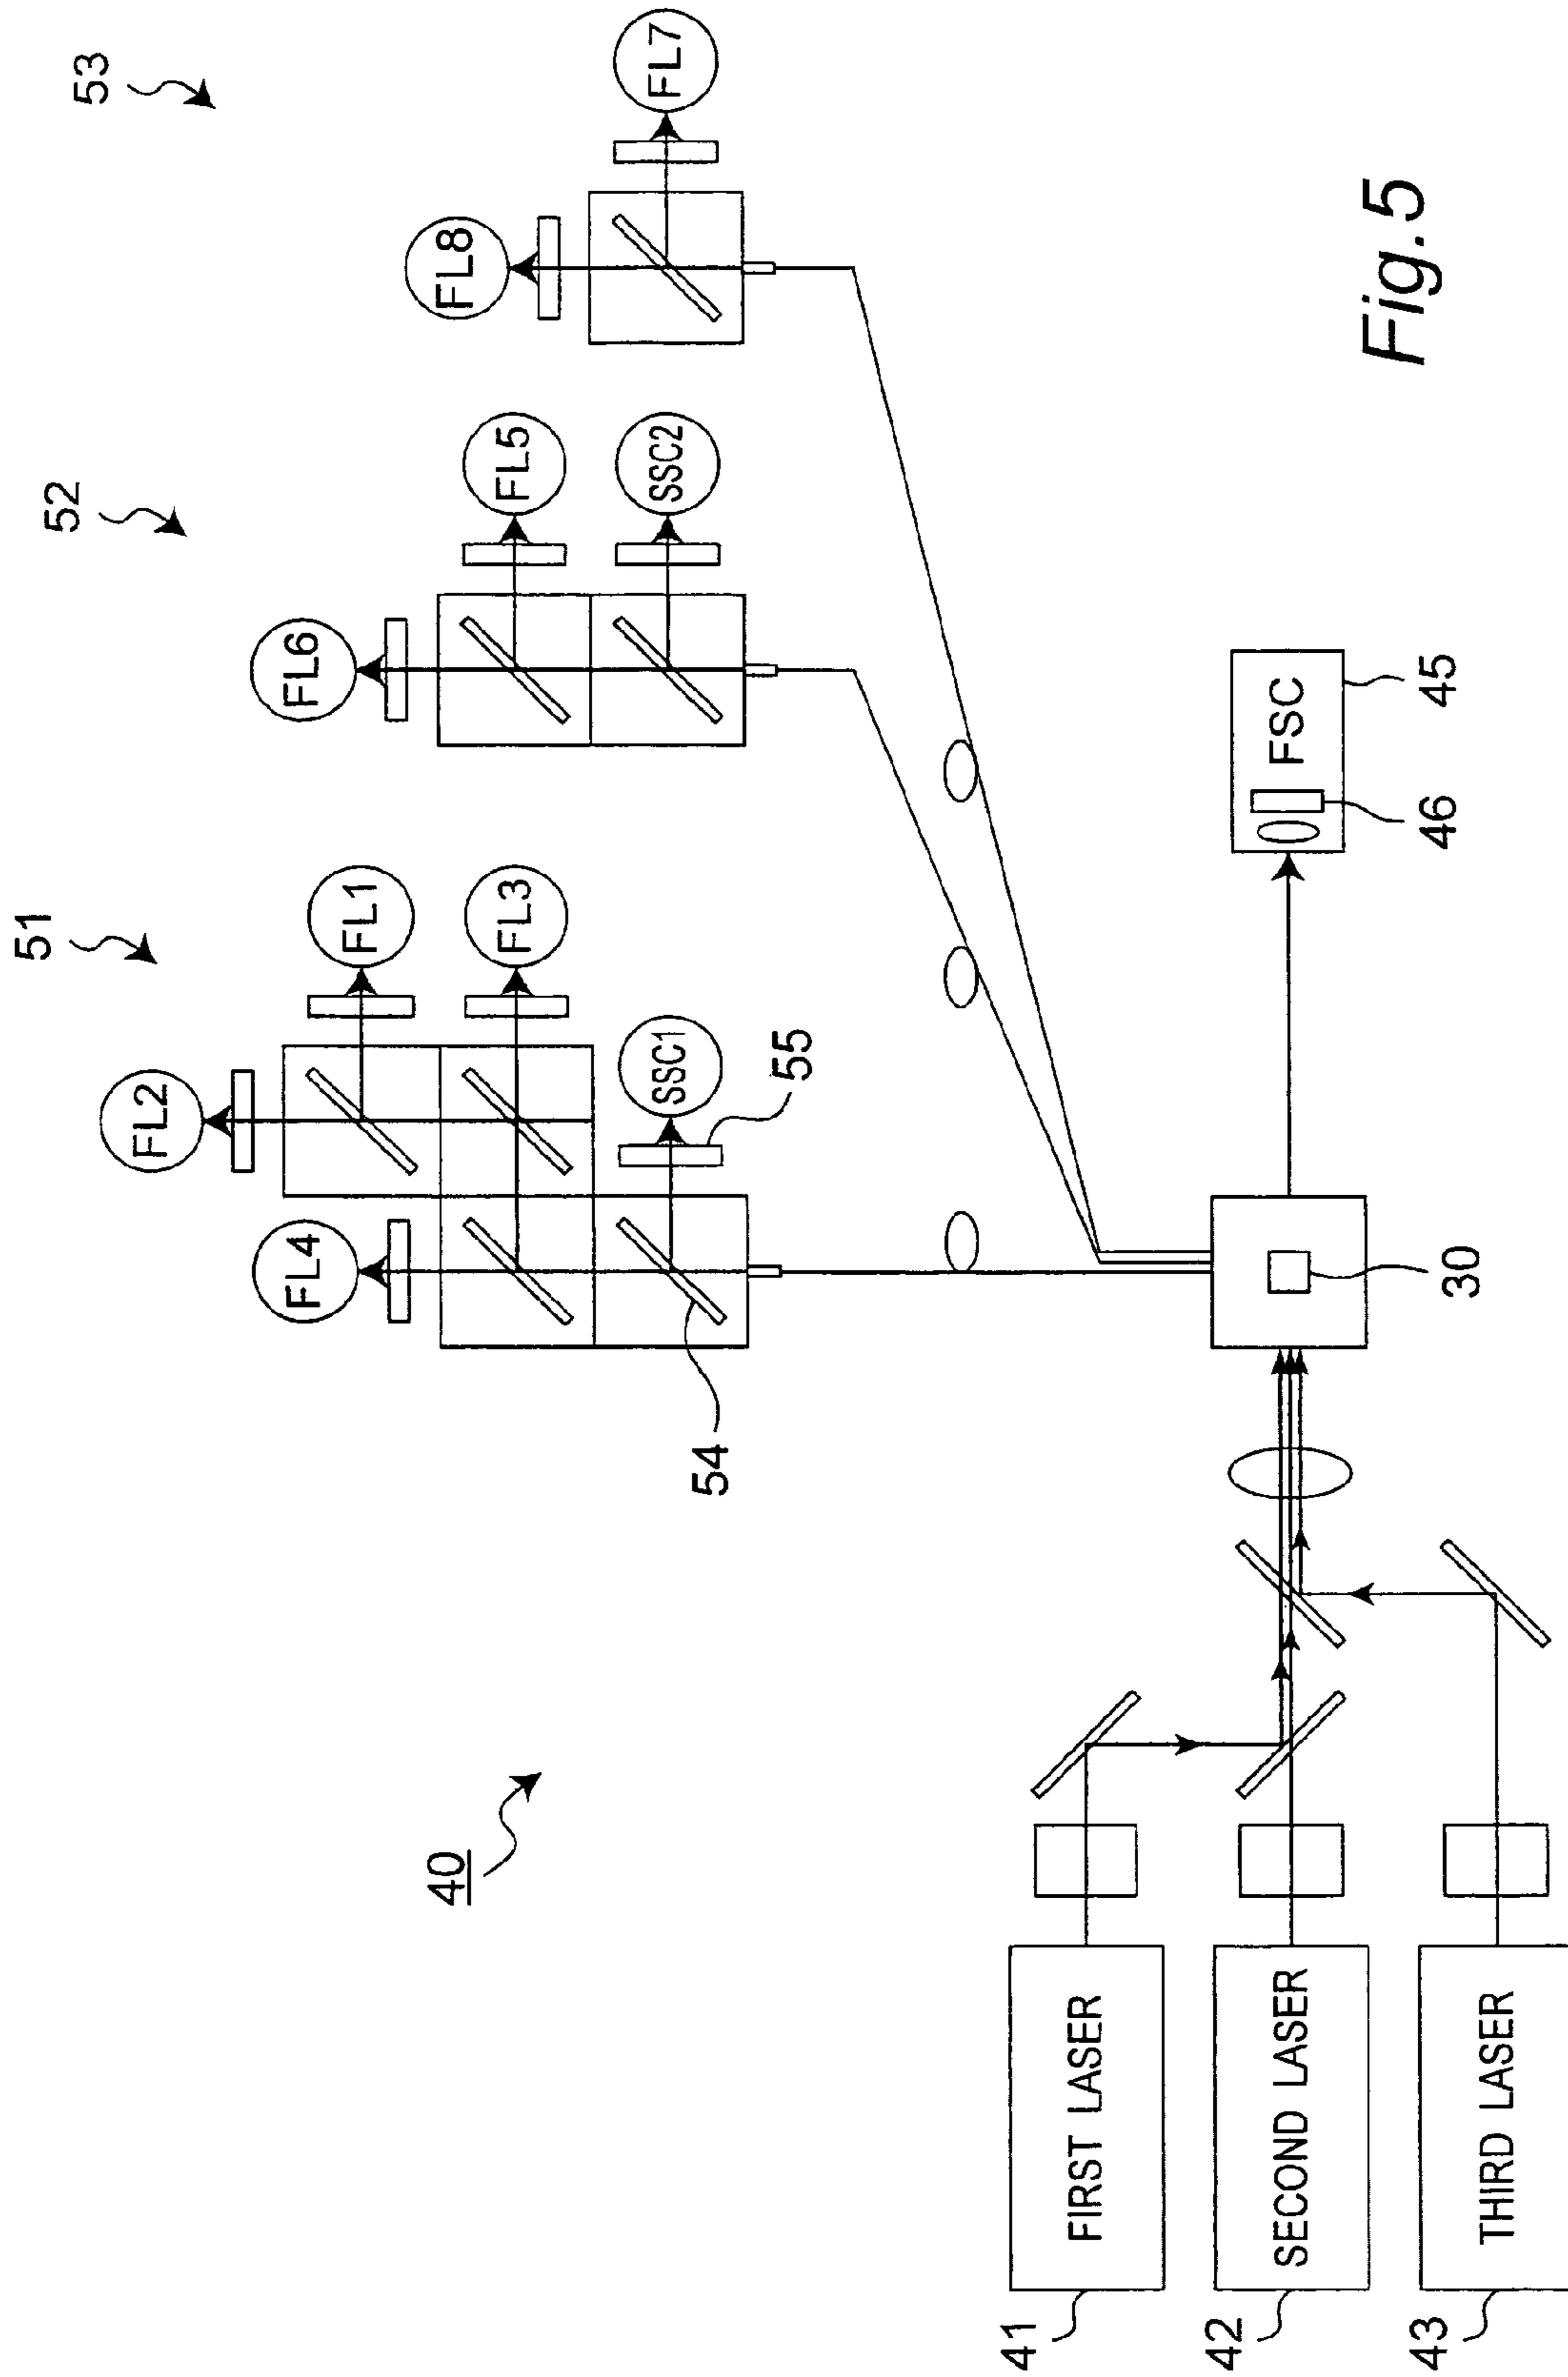 53
FL7
FL8
52
FL5
SSC2
FL6
51
FL1
FL3
SSC1
55
FL2
FL4
54
FSC
45
46
30
40
FIRST LASER
41
SECOND LASER
42
THIRD LASER
43
Fig.5